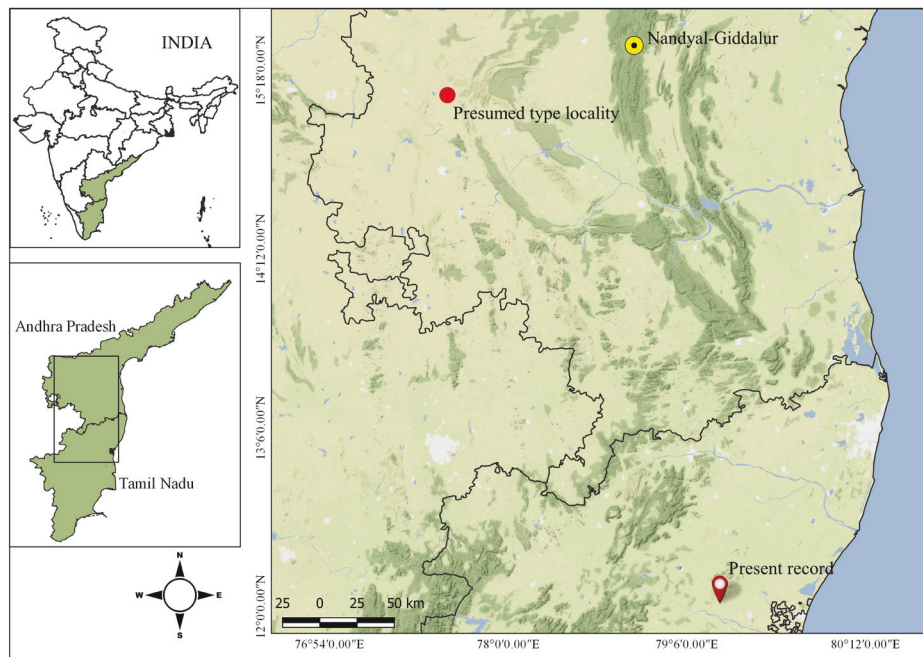 INDIA
Nandyal-Giddalur
Presumed type locality
15°18'0.00"N
14°12'0.00"N
Andhra Pradesh
Tamil Nadu
13°6'0.00"N
Present record
12°0'0.00"N
N
W E
S
25 0 25 50 km
76°54'0.00"E 78°0'0.00"E 79°6'0.00"E 80°12'0.00"E